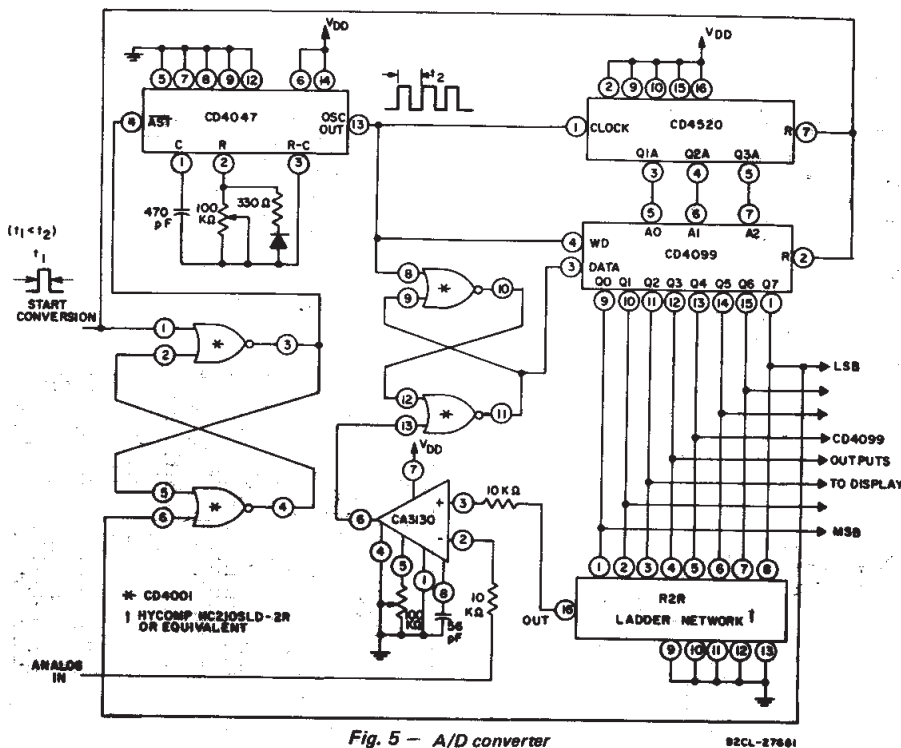 VDD
5 7 8 9 12 6 14
4 AST CD4047 OSC OUT 13
C R R-C
1 2 3
470 pF
100 KΩ
330Ω
t2
VDD
2 9 10 15 16
1 CLOCK CD4520 R 7
Q1A Q2A Q3A
3 4 5
5 6 7
A0 A1 A2
4 WD CD4099 R 2
3 DATA
Q0 Q1 Q2 Q3 Q4 Q5 Q6 Q7
9 10 11 12 13 14 15 1
(t1<t2)
t1
START CONVERSION
1 2 * 3
5 6 * 4
8 9 * 10
12 13 * 11
LSB
CD4099
OUTPUTS
TO DISPLAY
MSB
VDD
7
6 CA3130 + 3 10KΩ
- 2
4 5 1 8
100 KΩ
56 pF
10 KΩ
1 2 3 4 5 6 7 8
R2R
OUT 16 LADDER NETWORK †
9 10 11 12 13
* CD4001
† HYCOMP HC210SLD-2R
OR EQUIVALENT
ANALOG IN
Fig. 5 — A/D converter
92CL-27661